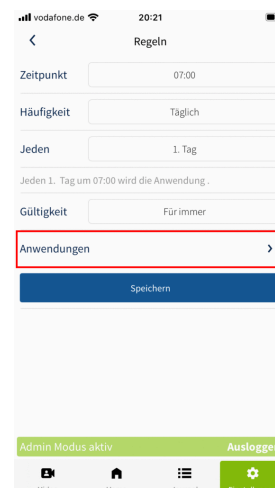 vodafone.de 20:21
Regeln
Zeitpunkt 07:00
Häufigkeit Täglich
Jeden 1. Tag
Jeden 1. Tag um 07:00 wird die Anwendung .
Gültigkeit Für immer
Anwendungen
Speichern
Admin Modus aktiv Auslogge